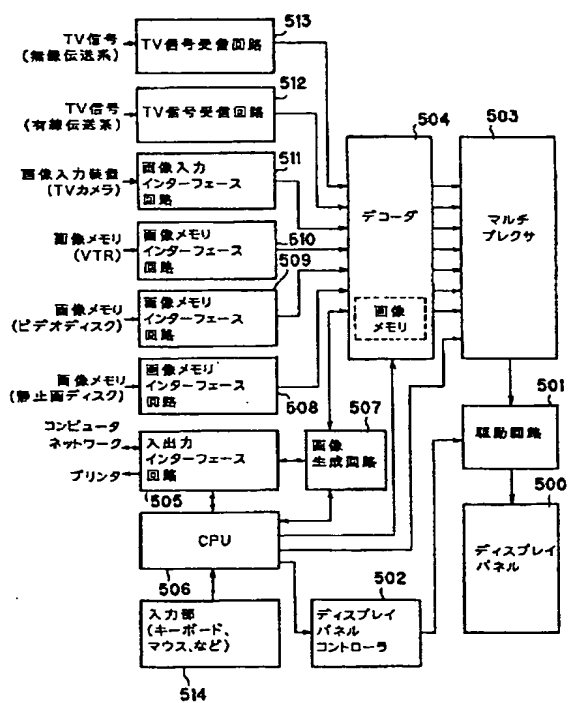 513
TV信号
(無線伝送系)
TV信号受信回路
512
TV信号
(有線伝送系)
TV信号受信回路
504
503
画像入力装置
(TVカメラ)
画像入力
インターフェース
回路
511
デコーダ
マルチ
プレクサ
画像メモリ
(VTR)
画像メモリ
インターフェース
回路
510
509
画像メモリ
(ビデオディスク)
画像メモリ
インターフェース
回路
画像
メモリ
画像メモリ
(静止画ディスク)
画像メモリ
インターフェース
回路
508
507
501
コンピュータ
ネットワーク
プリンタ
入出力
インターフェース
回路
505
画像
生成回路
駆動回路
500
CPU
506
ディスプレイ
パネル
502
入力部
(キーボード、
マウス、など)
514
ディスプレイ
パネル
コントローラ